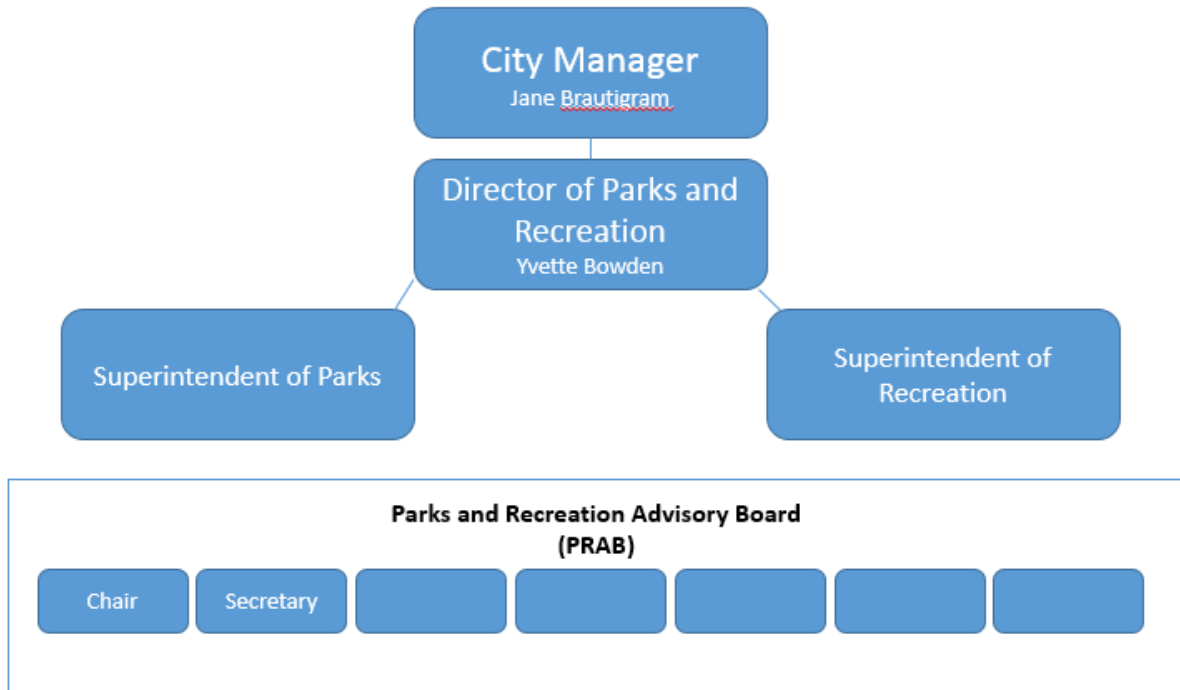 City Manager
Jane Brautigram
Director of Parks and
Recreation
Yvette Bowden
Superintendent of Parks
Superintendent of
Recreation
Parks and Recreation Advisory Board
(PRAB)
Chair
Secretary